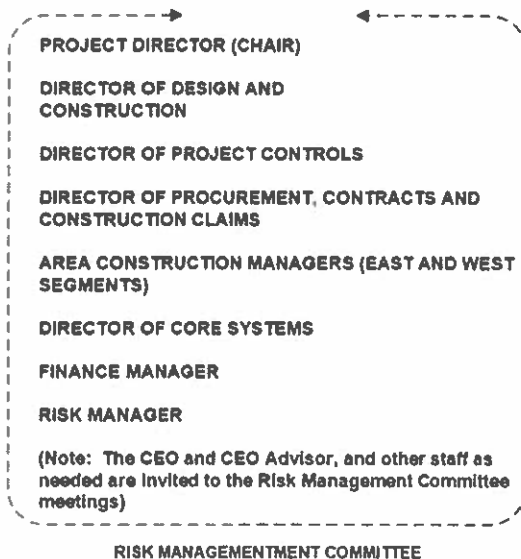 PROJECT DIRECTOR (CHAIR)
DIRECTOR OF DESIGN AND
CONSTRUCTION
DIRECTOR OF PROJECT CONTROLS
DIRECTOR OF PROCUREMENT, CONTRACTS AND
CONSTRUCTION CLAIMS
AREA CONSTRUCTION MANAGERS (EAST AND WEST
SEGMENTS)
DIRECTOR OF CORE SYSTEMS
FINANCE MANAGER
RISK MANAGER
(Note: The CEO and CEO Advisor, and other staff as
needed are invited to the Risk Management Committee
meetings)
RISK MANAGEMENTMENT COMMITTEE